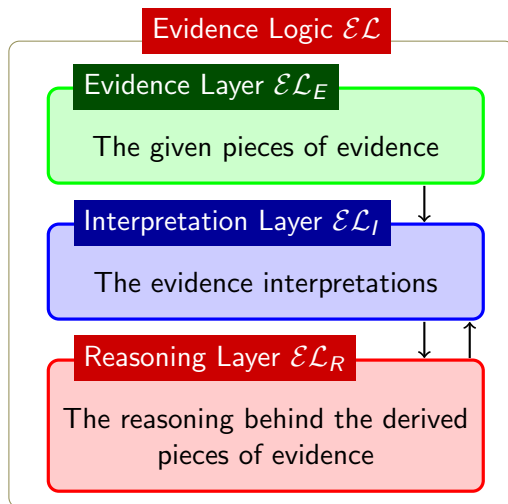 Evidence Logic ℰℒ
Evidence Layer ℰℒ_E
The given pieces of evidence
Interpretation Layer ℰℒ_I
The evidence interpretations
Reasoning Layer ℰℒ_R
The reasoning behind the derived
pieces of evidence